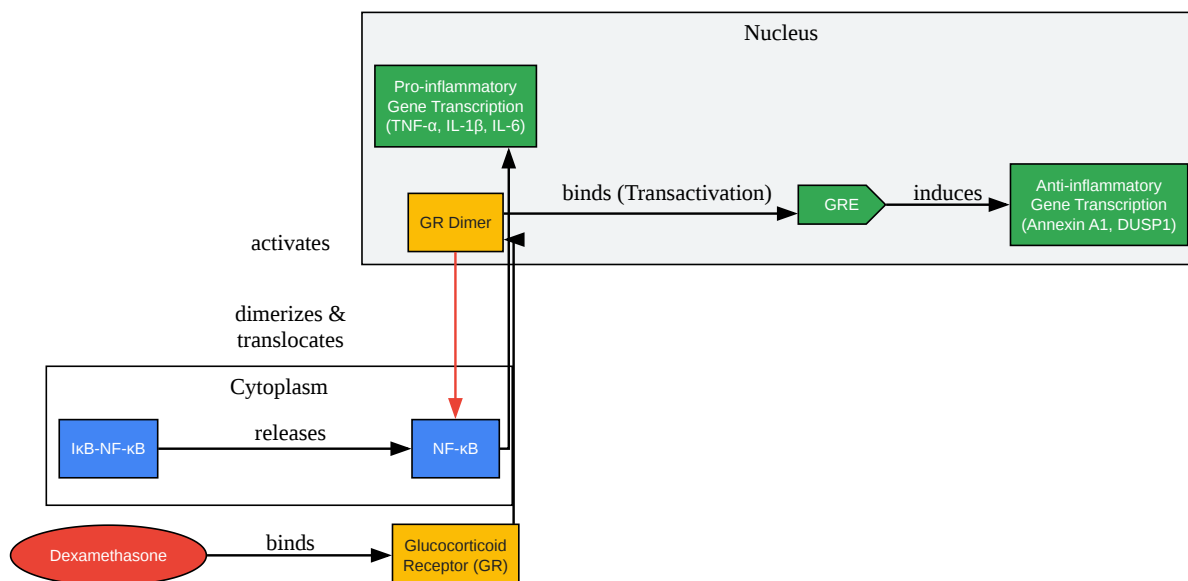 Nucleus
Pro-inflammatory
Gene Transcription
(TNF-α, IL-1β, IL-6)
GR Dimer
binds (Transactivation)
GRE
induces
Anti-inflammatory
Gene Transcription
(Annexin A1, DUSP1)
activates
dimerizes &
translocates
Cytoplasm
IκB-NF-κB
releases
NF-κB
Dexamethasone
binds
Glucocorticoid
Receptor (GR)